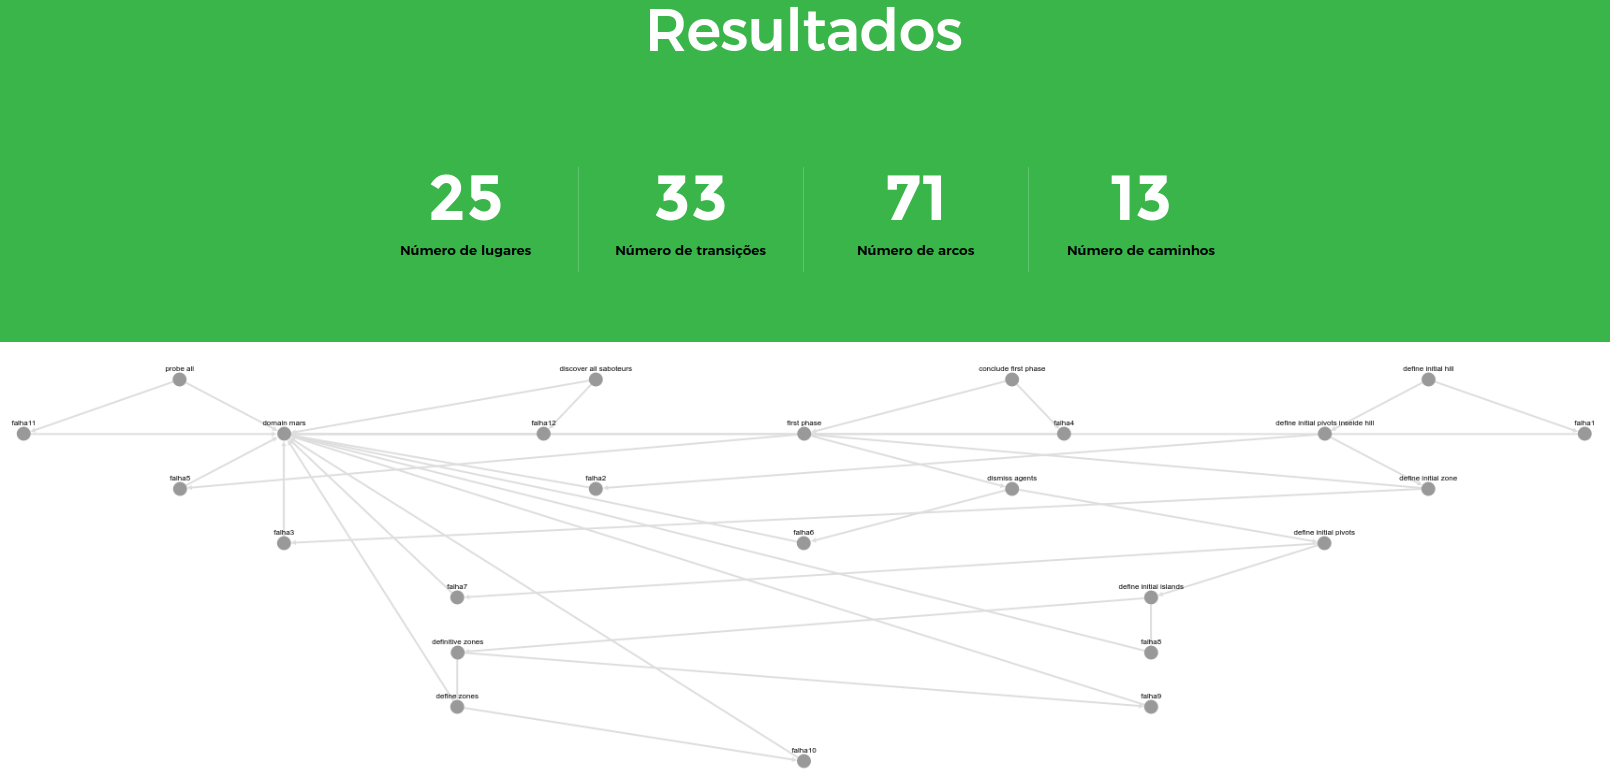 Resultados
25
33
71
13
Número de lugares
Número de transições
Número de arcos
Número de caminhos
probe all
discover all saboteurs
conclude first phase
define initial hill
falha11
domain mars
falha12
first phase
falha4
define initial pivots inseide hill
falha1
falha5
falha2
dismiss agents
define initial zone
falha3
falha6
define initial pivots
falha7
define initial islands
definitive zones
falha8
define zones
falha9
falha10